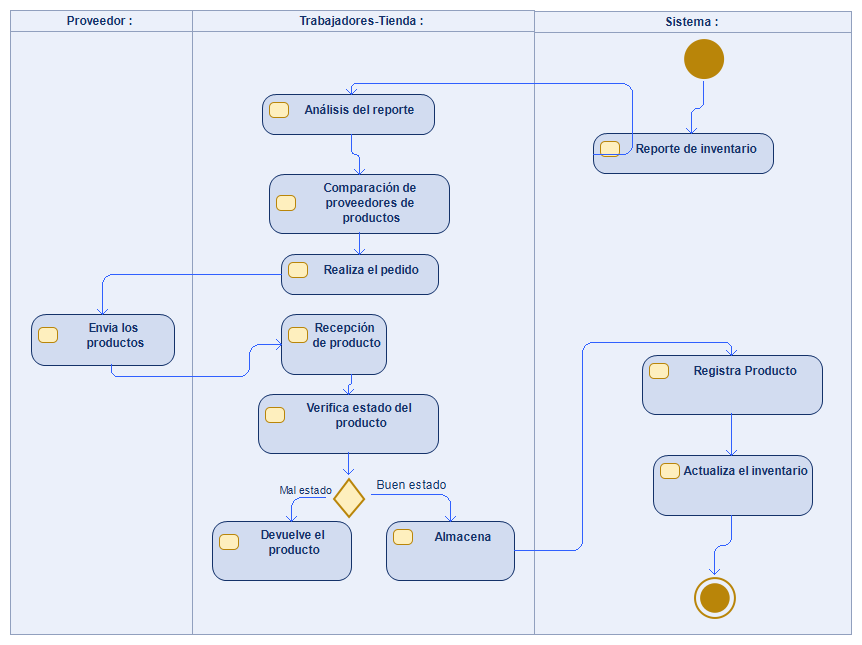 Proveedor :
Trabajadores-Tienda :
Sistema :
Análisis del reporte
Reporte de inventario
Comparación de
proveedores de
productos
Realiza el pedido
Envia los
productos
Recepción
de producto
Registra Producto
Verifica estado del
producto
Actualiza el inventario
Mal estado
Buen estado
Devuelve el
producto
Almacena